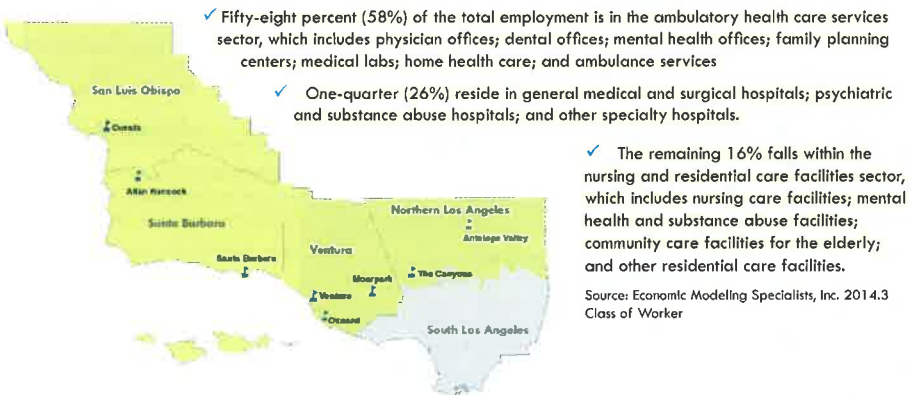 ✓ Fifty-eight percent (58%) of the total employment is in the ambulatory health care services
sector, which includes physician offices; dental offices; mental health offices; family planning
centers; medical labs; home health care; and ambulance services
✓ One-quarter (26%) reside in general medical and surgical hospitals; psychiatric
and substance abuse hospitals; and other specialty hospitals.
✓ The remaining 16% falls within the
nursing and residential care facilities sector,
which includes nursing care facilities; mental
health and substance abuse facilities;
community care facilities for the elderly;
and other residential care facilities.
Source: Economic Modeling Specialists, Inc. 2014.3
Class of Worker
San Luis Obispo
Cuesta
Allan Hancock
Santa Barbara
Santa Barbara
Ventura
Moorpark
Ventura
Oxnard
Northern Los Angeles
Antelope Valley
The Canyons
South Los Angeles